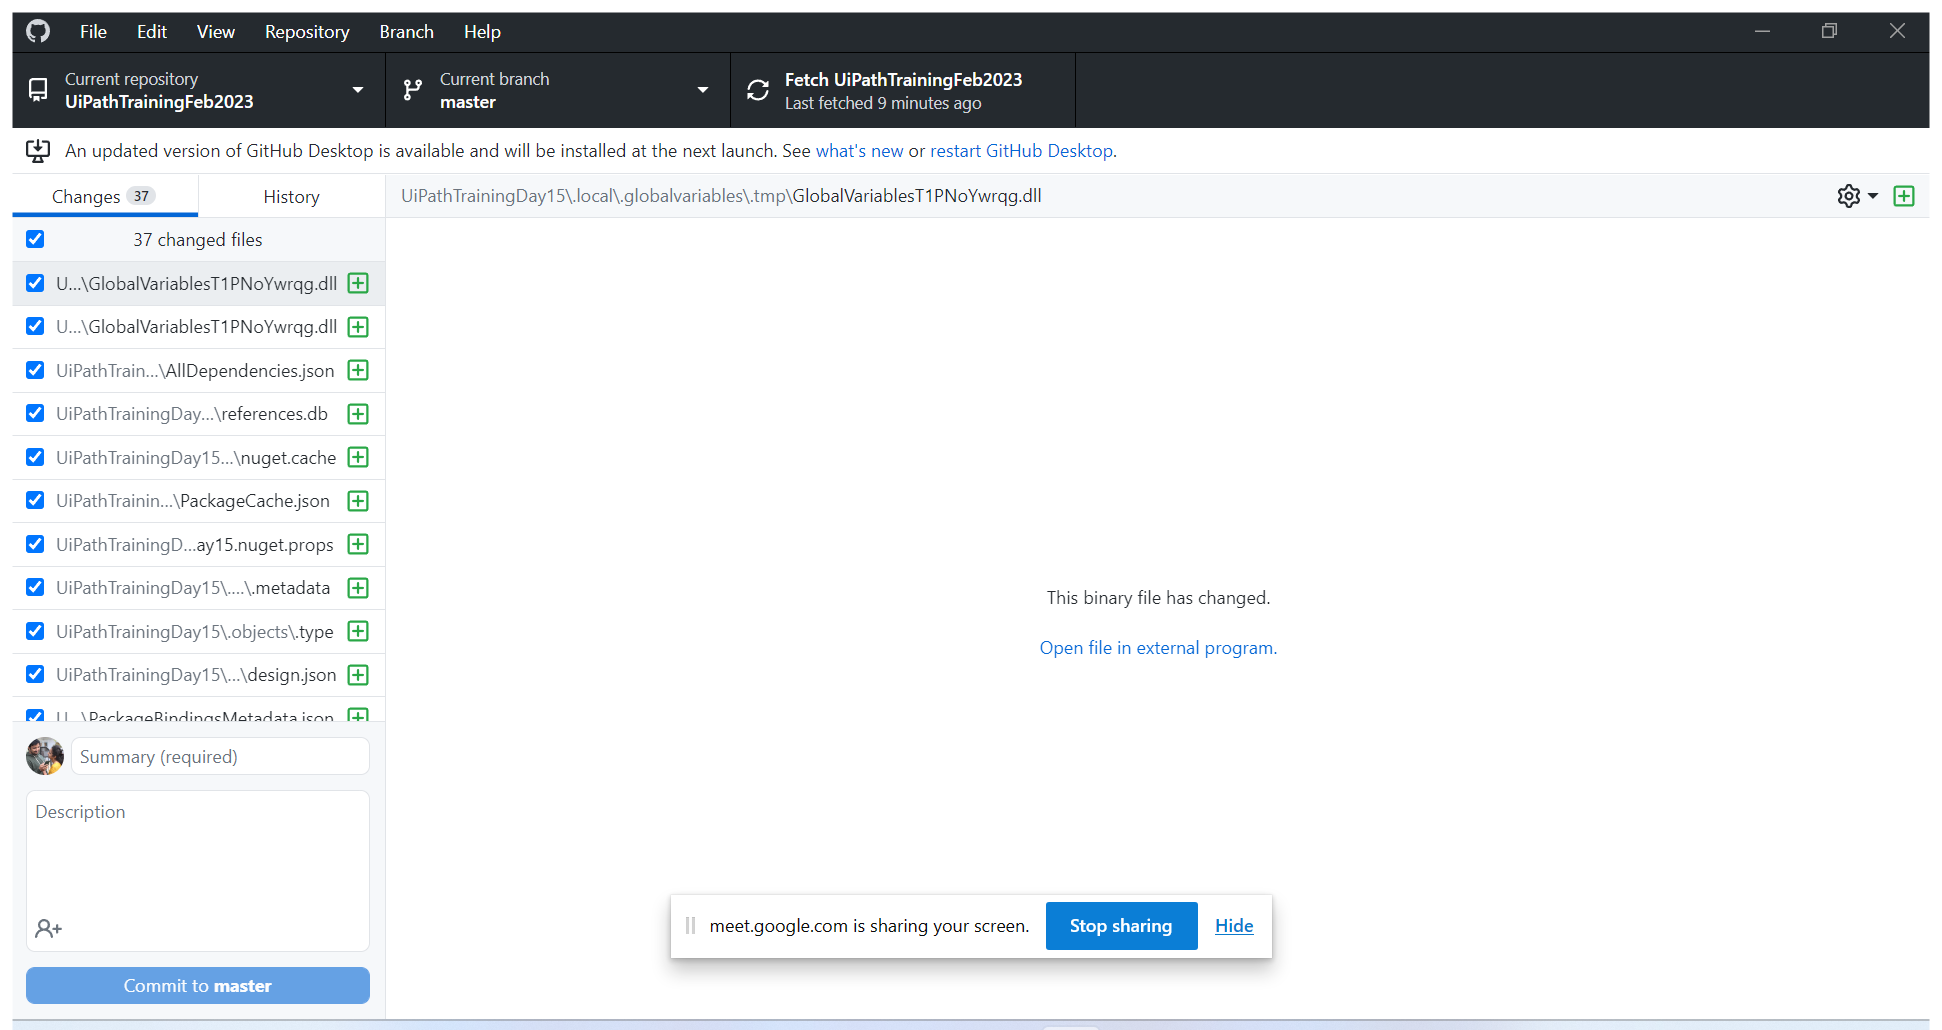 File Edit View Repository Branch Help
Current repository
UiPathTrainingFeb2023
Current branch
master
Fetch UiPathTrainingFeb2023
Last fetched 9 minutes ago
An updated version of GitHub Desktop is available and will be installed at the next launch. See what's new or restart GitHub Desktop.
Changes 37
History
UiPathTrainingDay15\.local\.globalvariables\.tmp\GlobalVariablesT1PNoYwrqg.dll
37 changed files
U...\GlobalVariablesT1PNoYwrqg.dll
U...\GlobalVariablesT1PNoYwrqg.dll
UiPathTrain...\AllDependencies.json
UiPathTrainingDay...\references.db
UiPathTrainingDay15...\nuget.cache
UiPathTrainin...\PackageCache.json
UiPathTrainingD...ay15.nuget.props
UiPathTrainingDay15\....\.metadata
UiPathTrainingDay15\.objects\.type
UiPathTrainingDay15\...\design.json
U...\PackageBindingsMetadata.json
This binary file has changed.
Open file in external program.
Summary (required)
Description
Commit to master
meet.google.com is sharing your screen.
Stop sharing
Hide